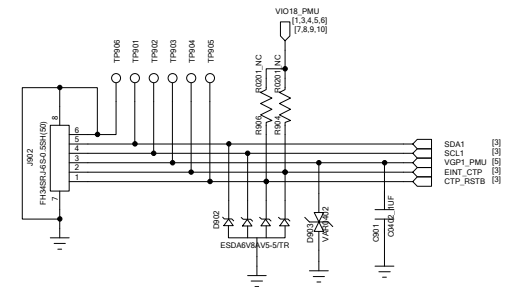 VIO18_PMU
[1,3,4,5,6]
[7,8,9,10]
TP906
TP901
TP902
TP903
TP904
TP905
R0201_NC
R0201_NC
R906
R904
J902
FH34SRJ-6S-0.5SH(50)
8
7
6
5
4
3
2
1
SDA1 [3]
SCL1 [3]
VGP1_PMU [5]
EINT_CTP [3]
CTP_RSTB [3]
D902
ESDA6V8AV5-5/TR
D903
VAR0402
C901
C0402_1UF